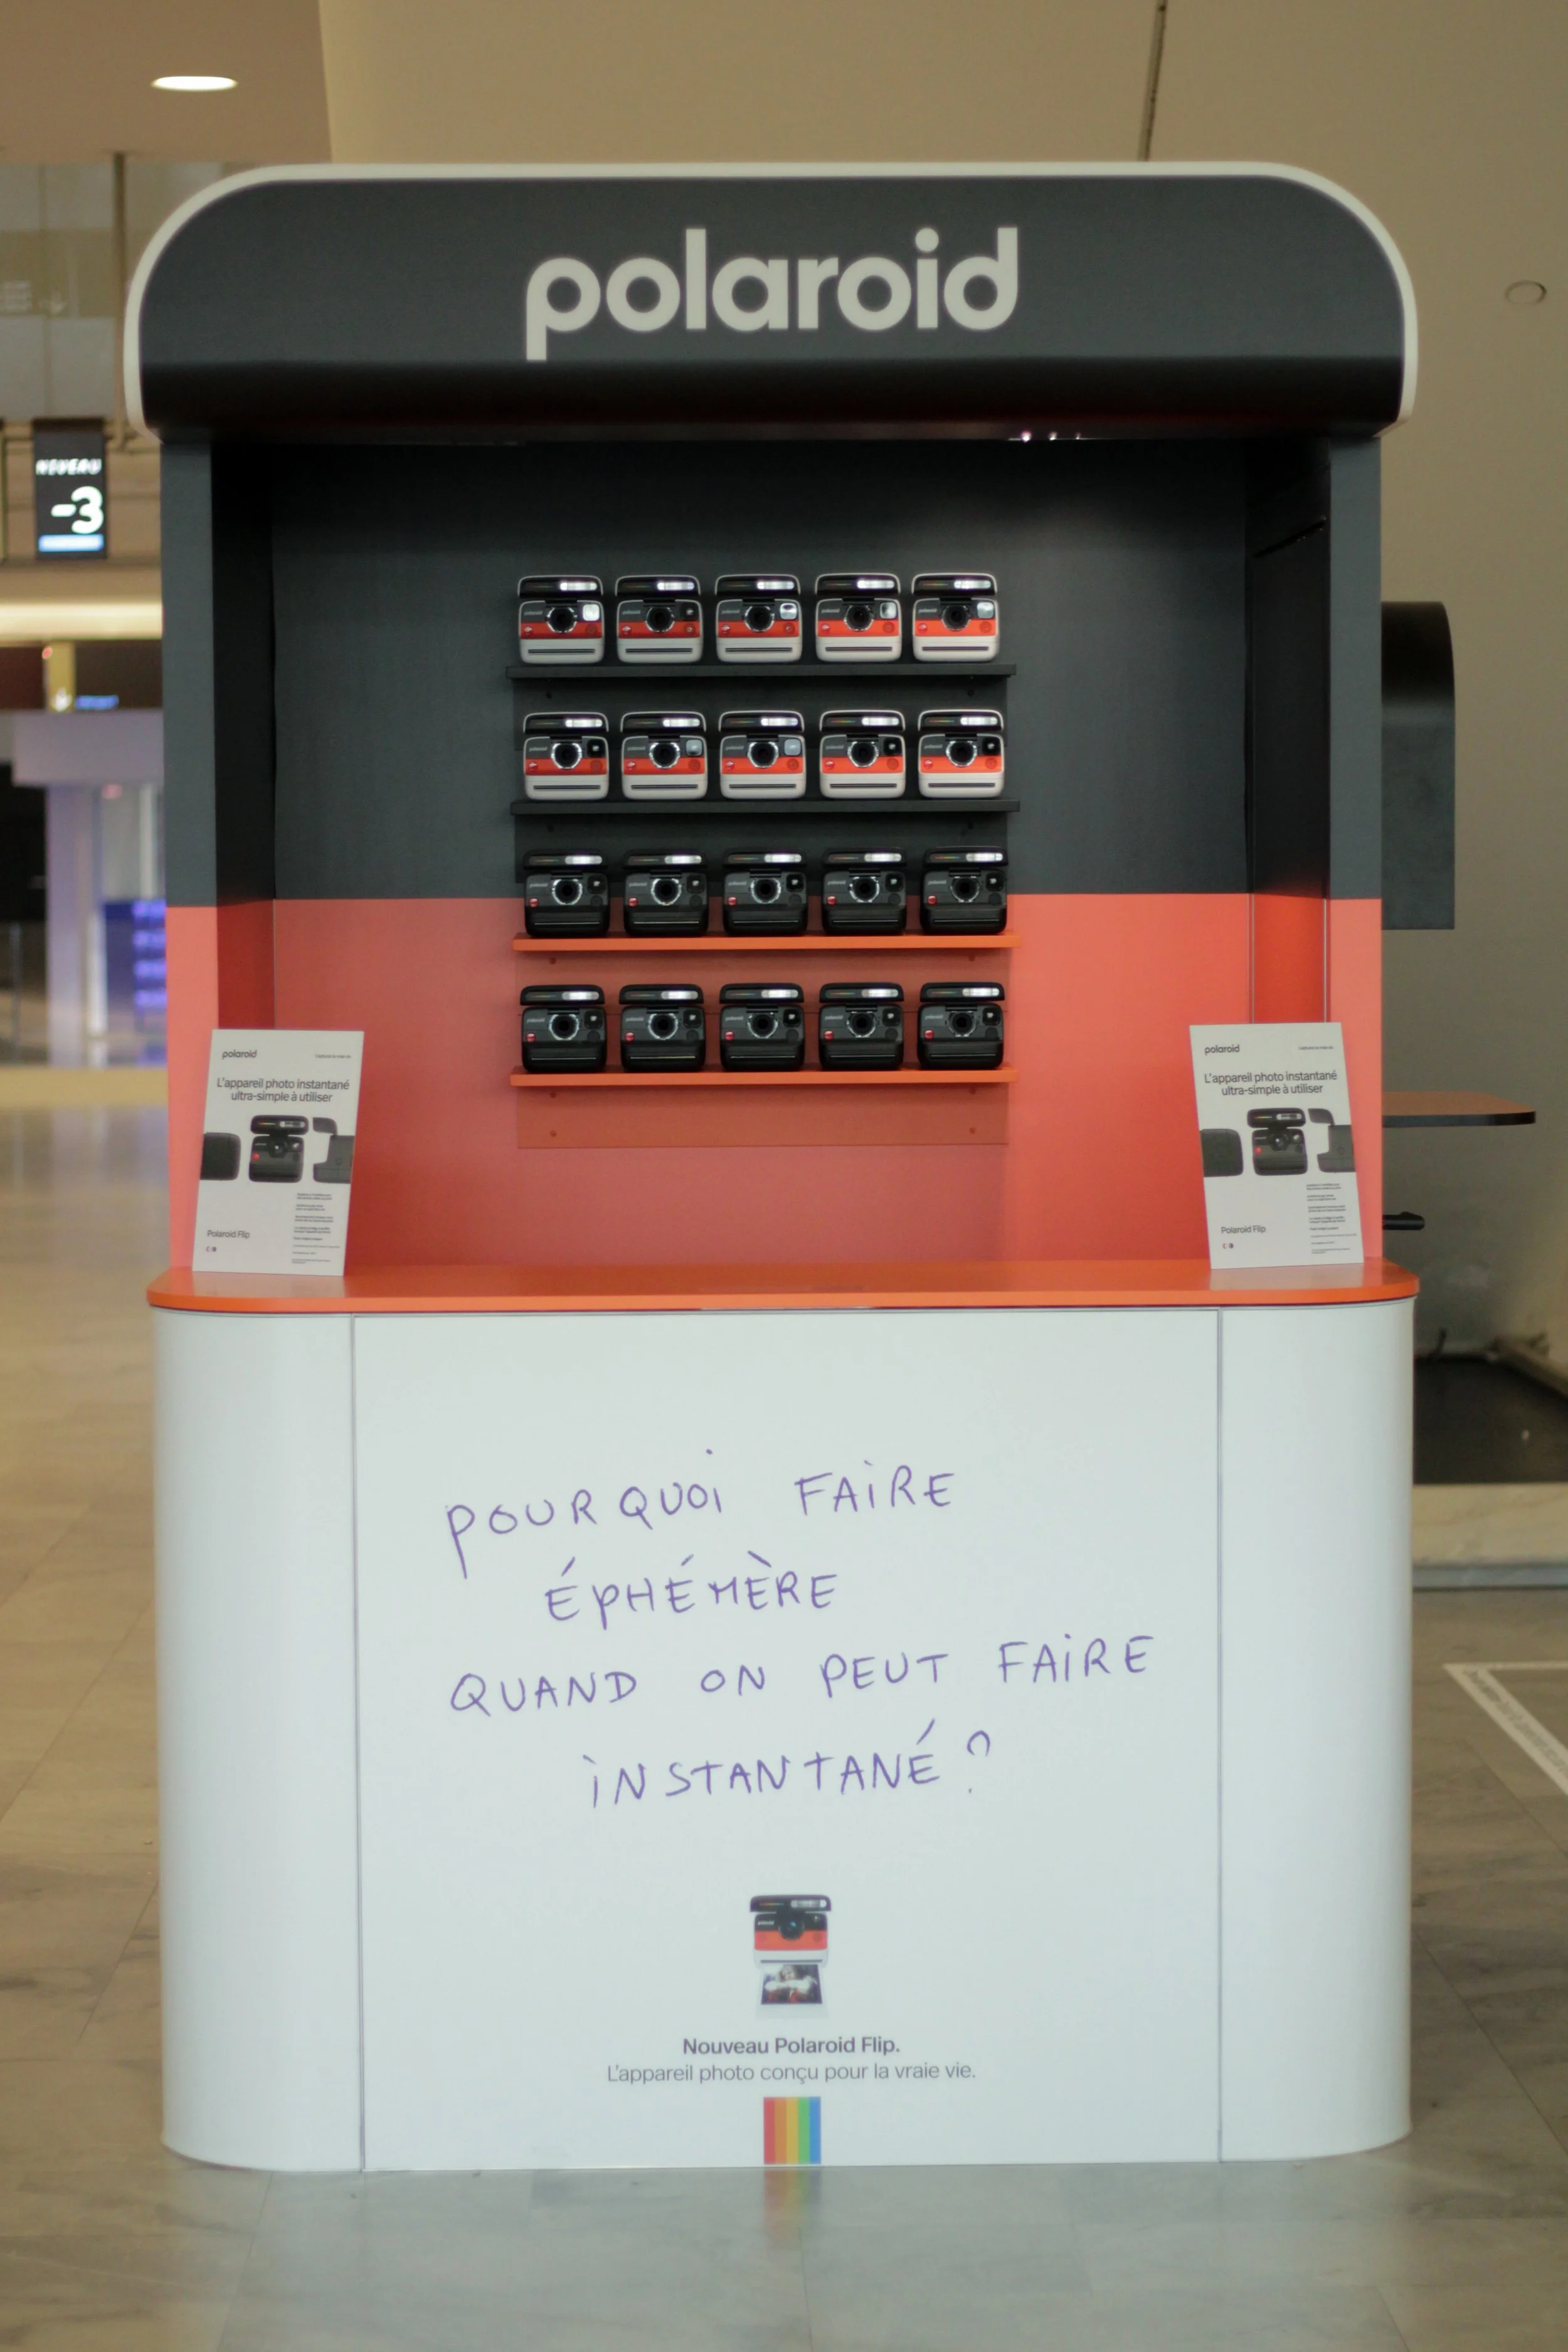 polaroid
NIVEAU
-3
polaroid
L'appareil photo instantané
ultra-simple à utiliser
Polaroid Flip
polaroid
L'appareil photo instantané
ultra-simple à utiliser
Polaroid Flip
POURQUOI FAIRE
ÉPHÉMÈRE
QUAND ON PEUT FAIRE
INSTANTANÉ ?
Nouveau Polaroid Flip.
L'appareil photo conçu pour la vraie vie.